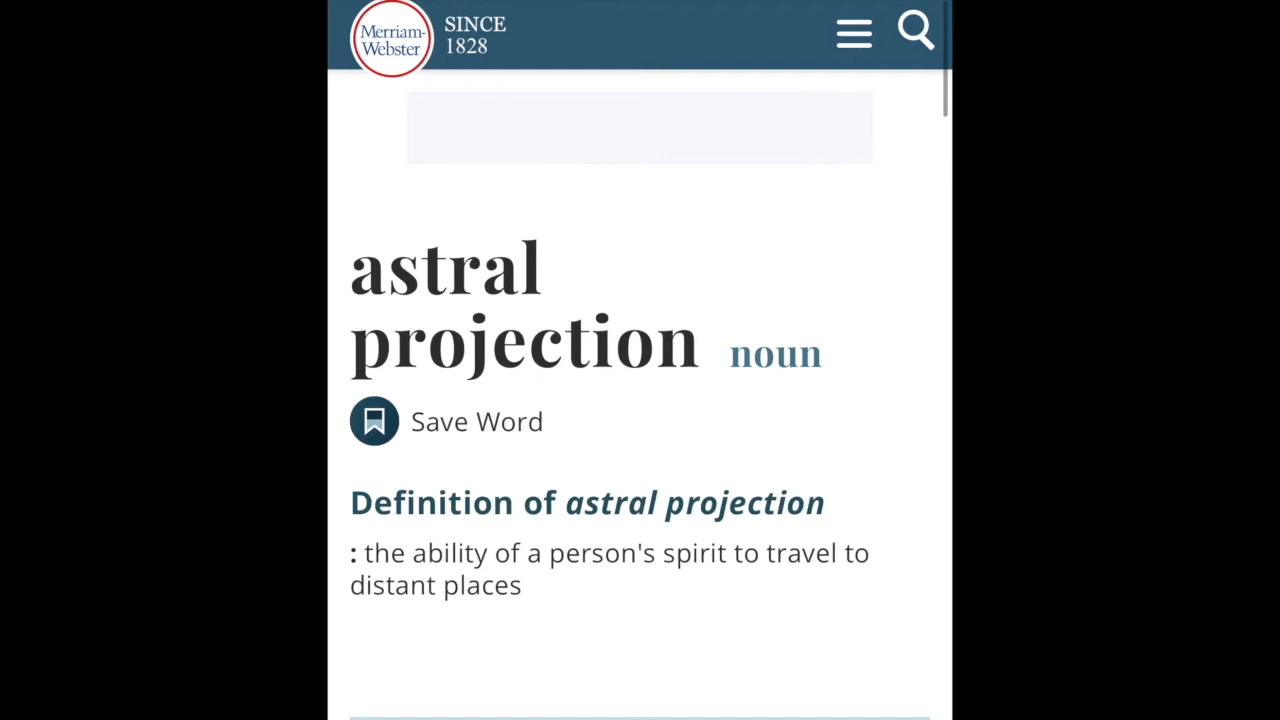 Merriam-
Webster
SINCE
1828
astral
projection noun
Save Word
Definition of astral projection
: the ability of a person's spirit to travel to
distant places